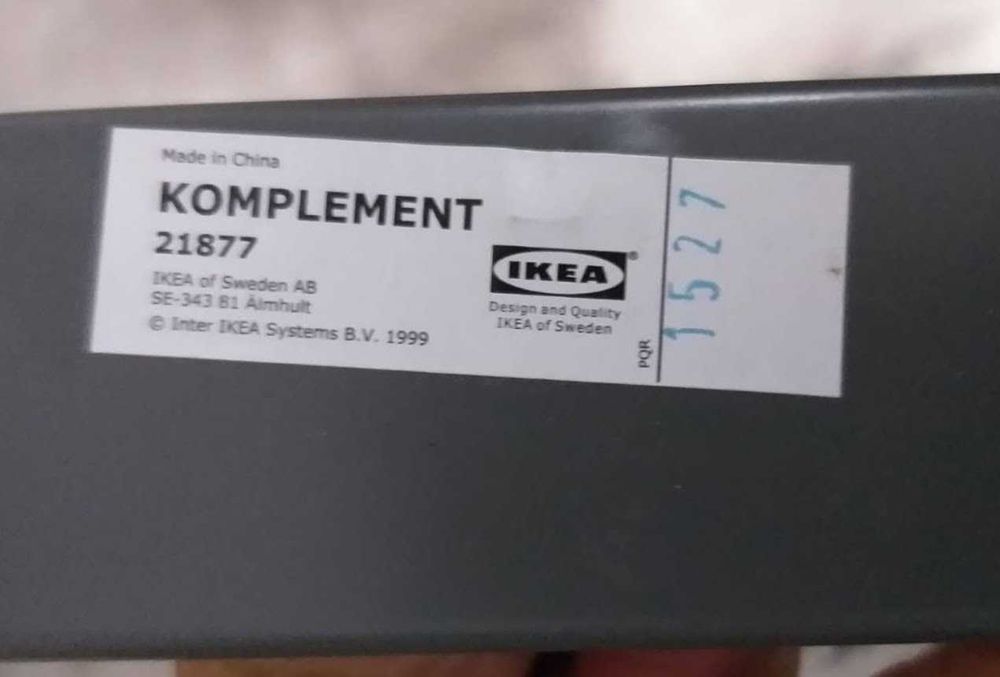 Made in China
KOMPLEMENT
21877
IKEA of Sweden AB
SE-343 81 Älmhult
© Inter IKEA Systems B.V. 1999
IKEA®
Design and Quality
IKEA of Sweden
PQR
1527